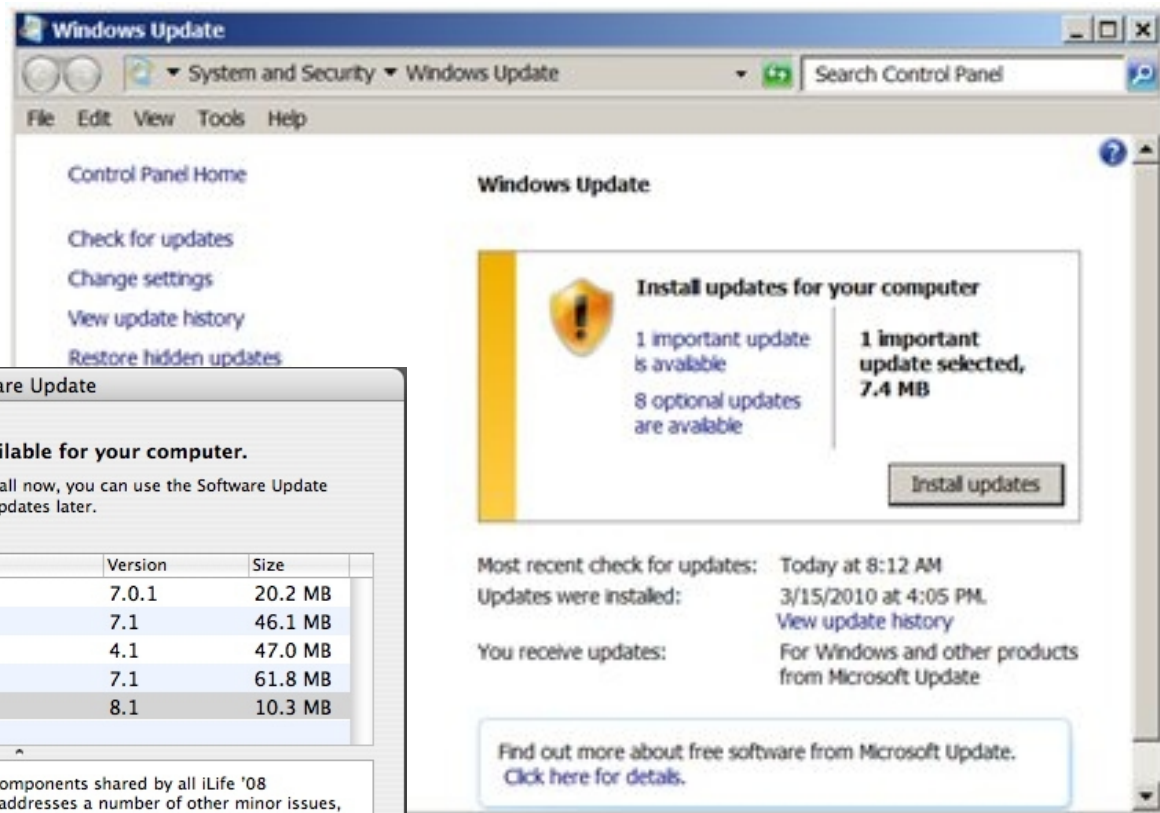 Windows Update
System and Security Windows Update
Search Control Panel
File Edit View Tools Help
Control Panel Home
Check for updates
Change settings
View update history
Restore hidden updates
Windows Update
Install updates for your computer
1 important update
is available
8 optional updates
are available
1 important
update selected,
7.4 MB
Install updates
Most recent check for updates: Today at 8:12 AM
Updates were installed: 3/15/2010 at 4:05 PM.
View update history
You receive updates: For Windows and other products
from Microsoft Update
Find out more about free software from Microsoft Update.
Click here for details.
Update
for your computer.
now, you can use the Software Update
later.
Version Size
7.0.1 20.2 MB
7.1 46.1 MB
4.1 47.0 MB
7.1 61.8 MB
8.1 10.3 MB
shared by all iLife '08
addresses a number of other minor issues,